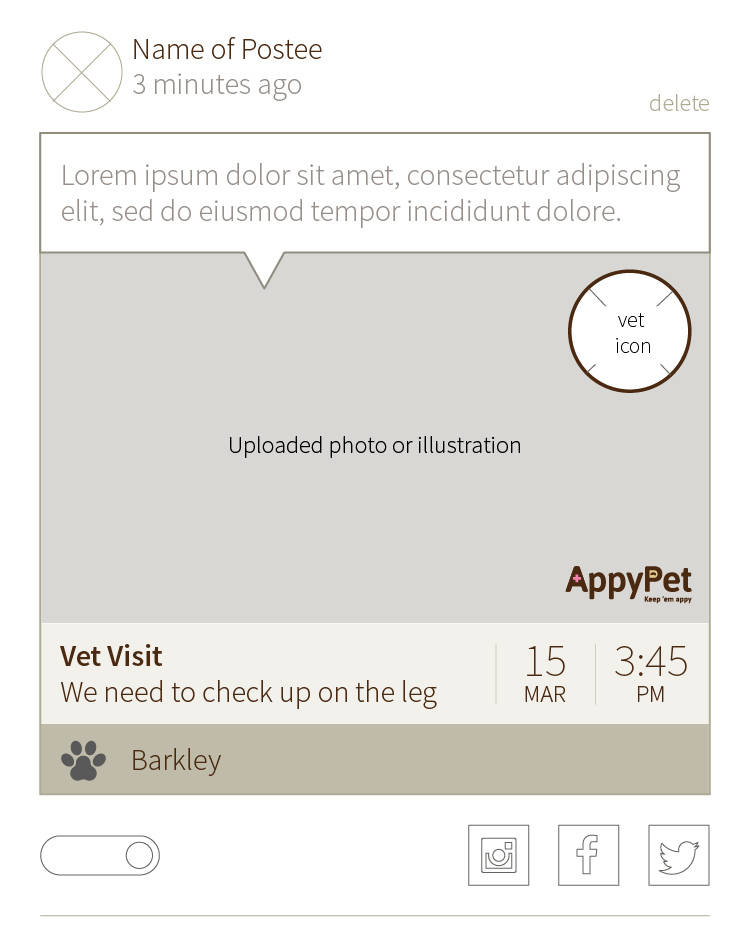 Name of Postee
3 minutes ago
delete
Lorem ipsum dolor sit amet, consectetur adipiscing
elit, sed do eiusmod tempor incididunt dolore.
vet
icon
Uploaded photo or illustration
AppyPet
Keep 'em appy
Vet Visit
We need to check up on the leg
15
MAR
3:45
PM
Barkley